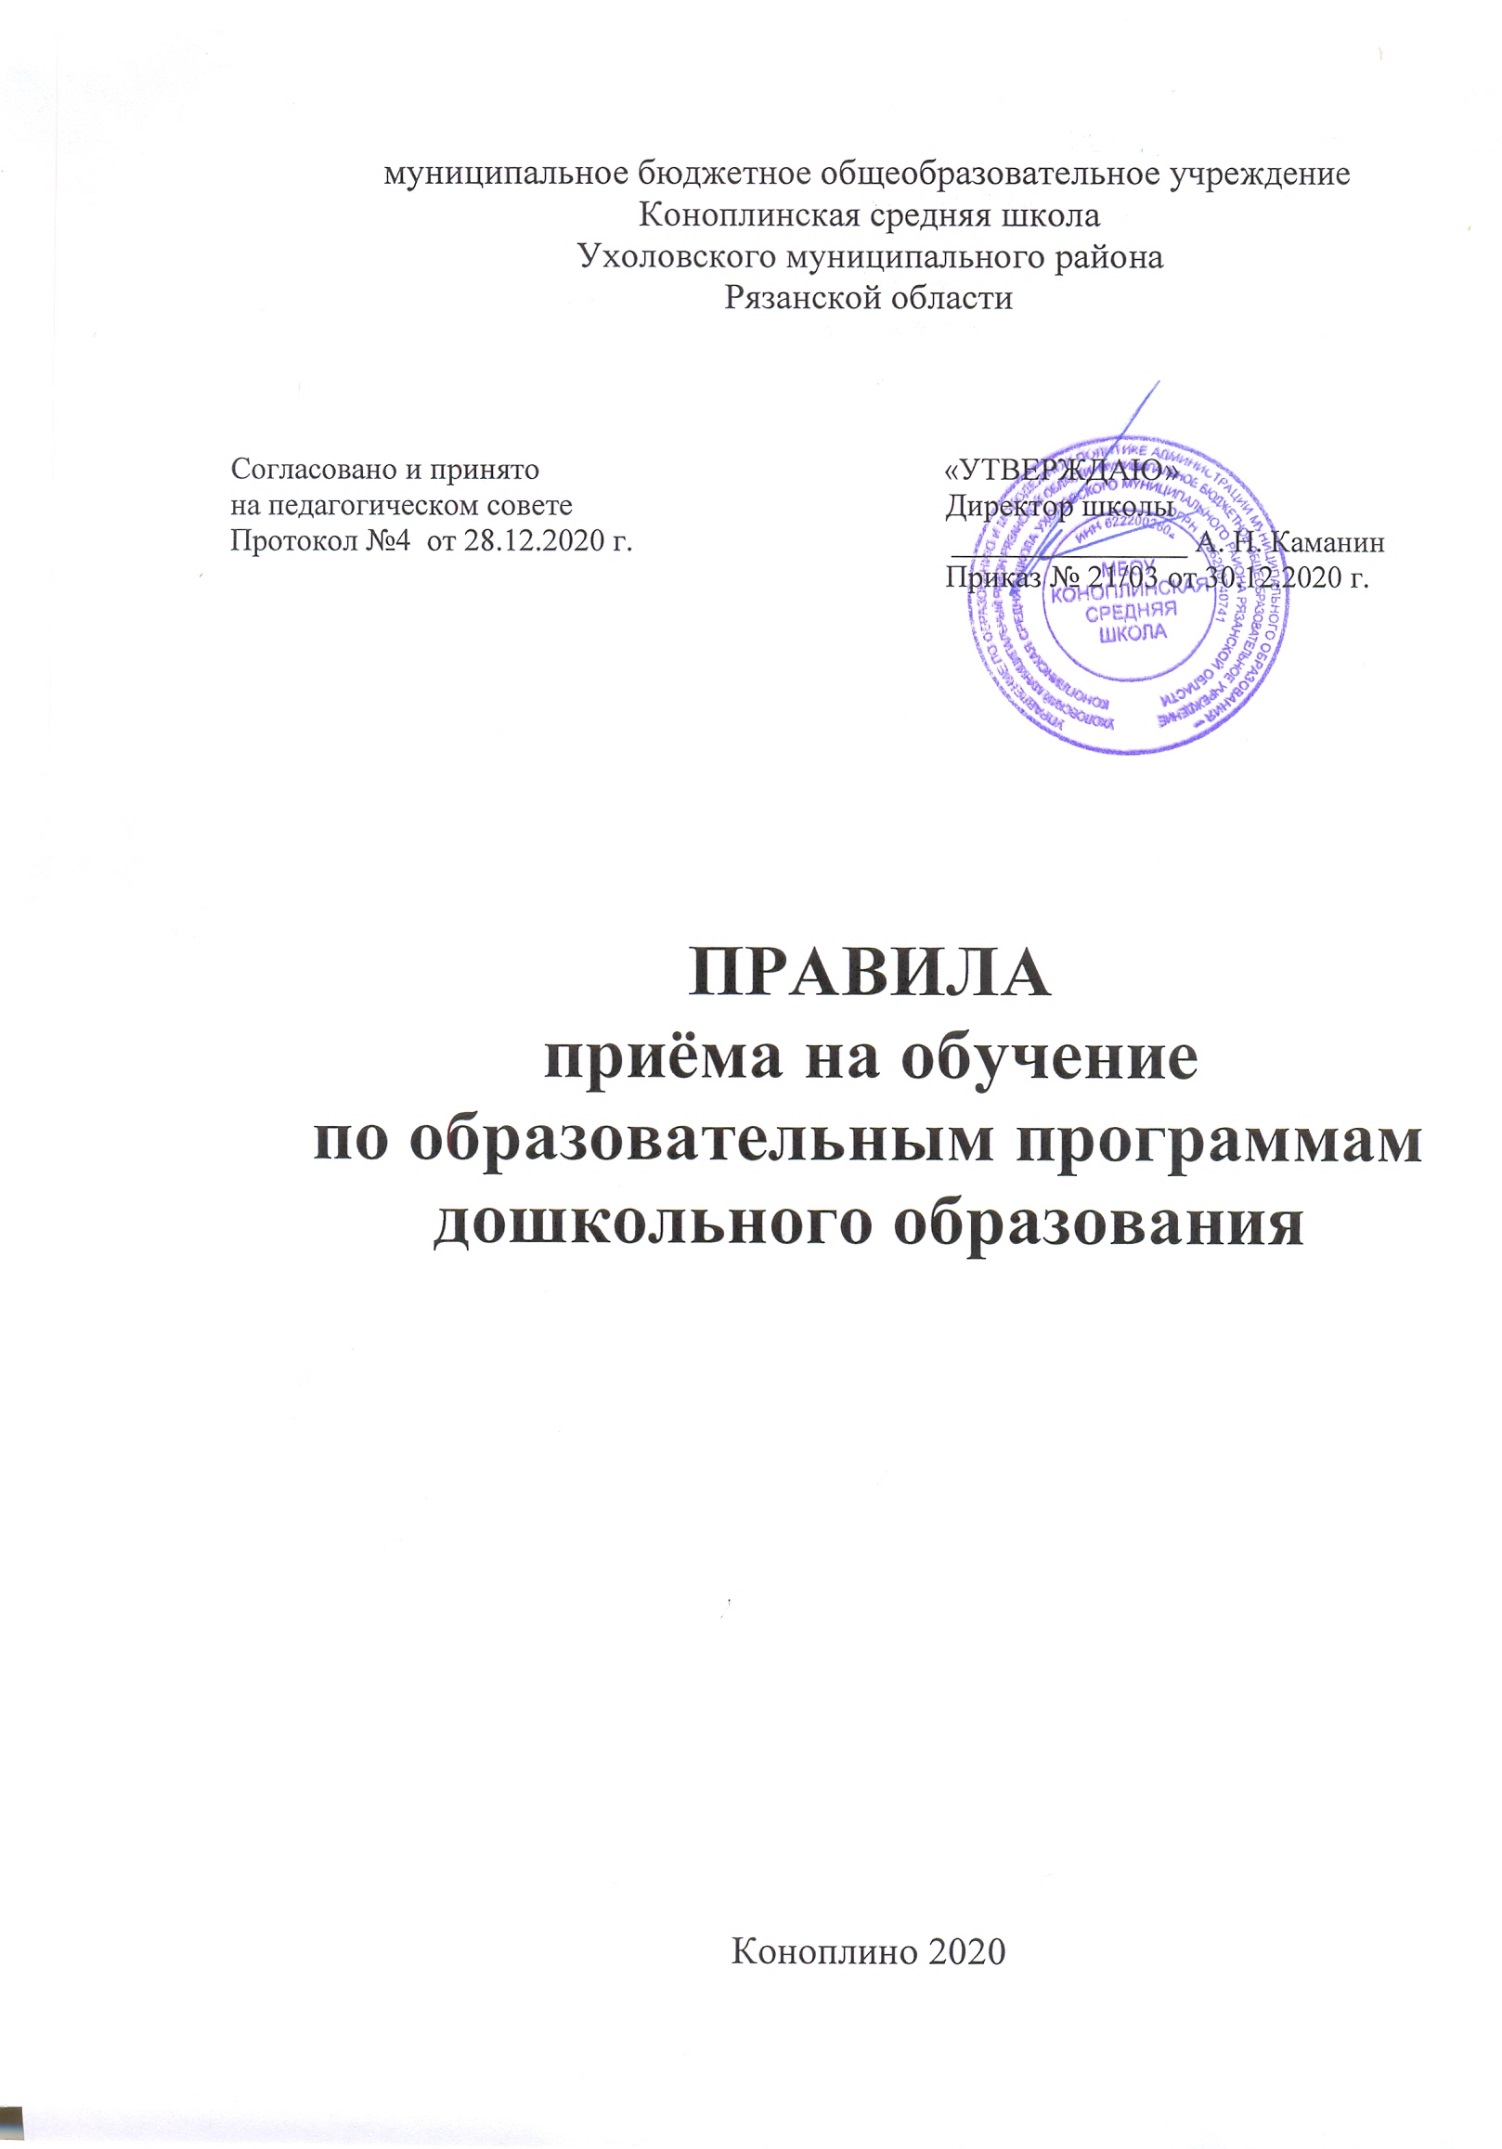 муниципальное бюджетное общеобразовательное учреждение
Коноплинская средняя школа
Ухоловского муниципального района
Рязанской области
Согласовано и принято
на педагогическом совете
Протокол №4 от 28.12.2020 г.
«УТВЕРЖДАЮ»
Директор школы
А. Н. Каманин
Приказ № 21/03 от 30.12.2020 г.
МБОУ
КОНОПЛИНСКАЯ
СРЕДНЯЯ
ШКОЛА
ПРАВИЛА
приёма на обучение
по образовательным программам
дошкольного образования
Коноплино 2020